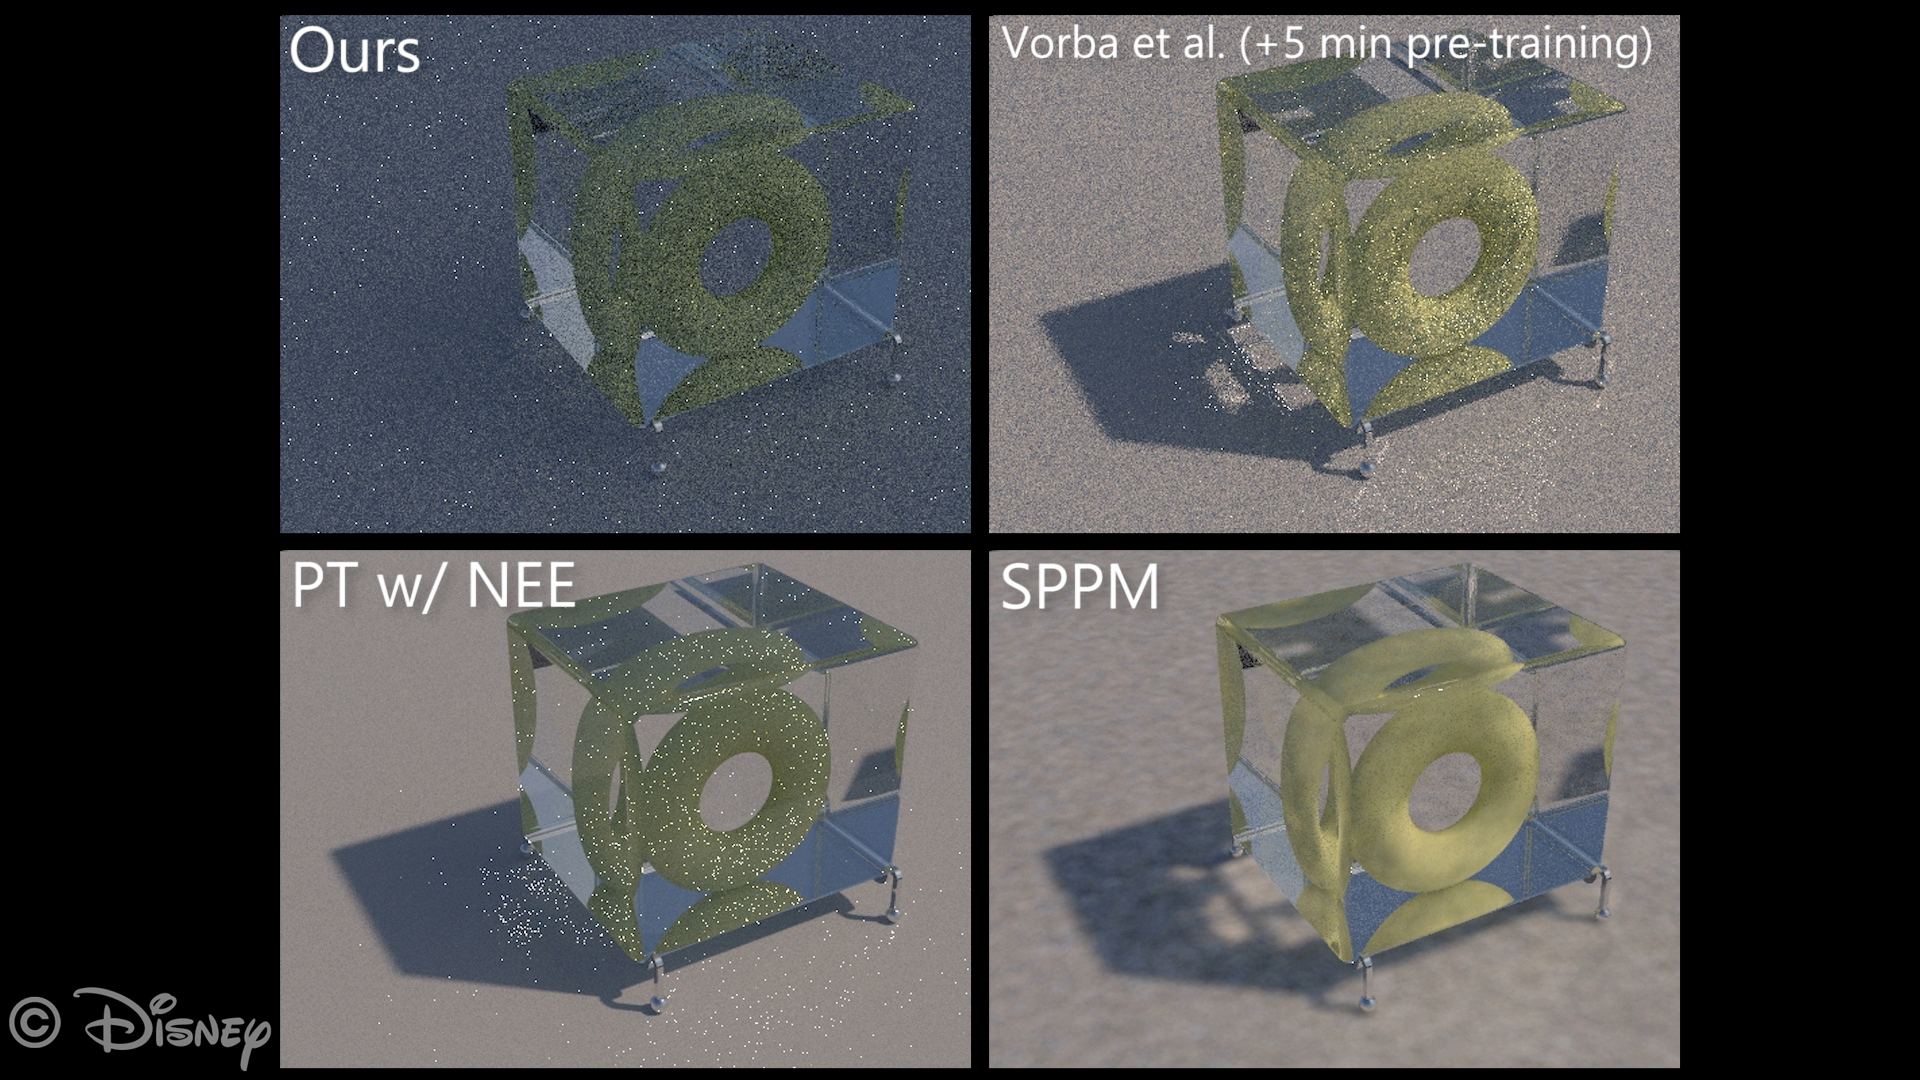 Ours
Vorba et al. (+5 min pre-training)
PT w/ NEE
SPPM
© Disney